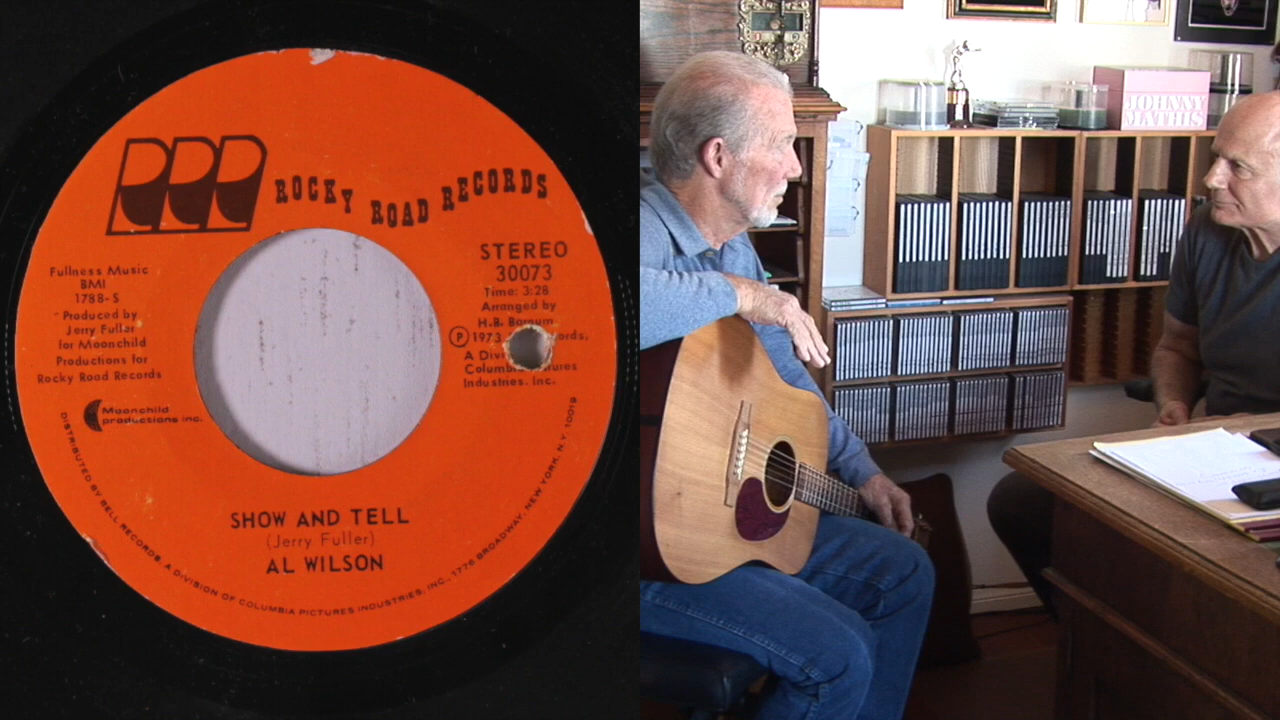 RRR
ROCKY ROAD RECORDS
Fullness Music
BMI
1788-S
Produced by
Jerry Fuller
for Moonchild
Productions for
Rocky Road Records
Moonchild
productions inc.
STEREO
30073
Time: 3:28
Arranged by
H.B. Barnum
Ⓟ 1973 ords,
A Divi
Columbia Pictures
Industries, Inc.
SHOW AND TELL
(Jerry Fuller)
AL WILSON
DISTRIBUTED BY BELL RECORDS, A DIVISION OF COLUMBIA PICTURES INDUSTRIES, INC., 1776 BROADWAY, NEW YORK, N.Y. 10019
JOHNNY
MATHIS